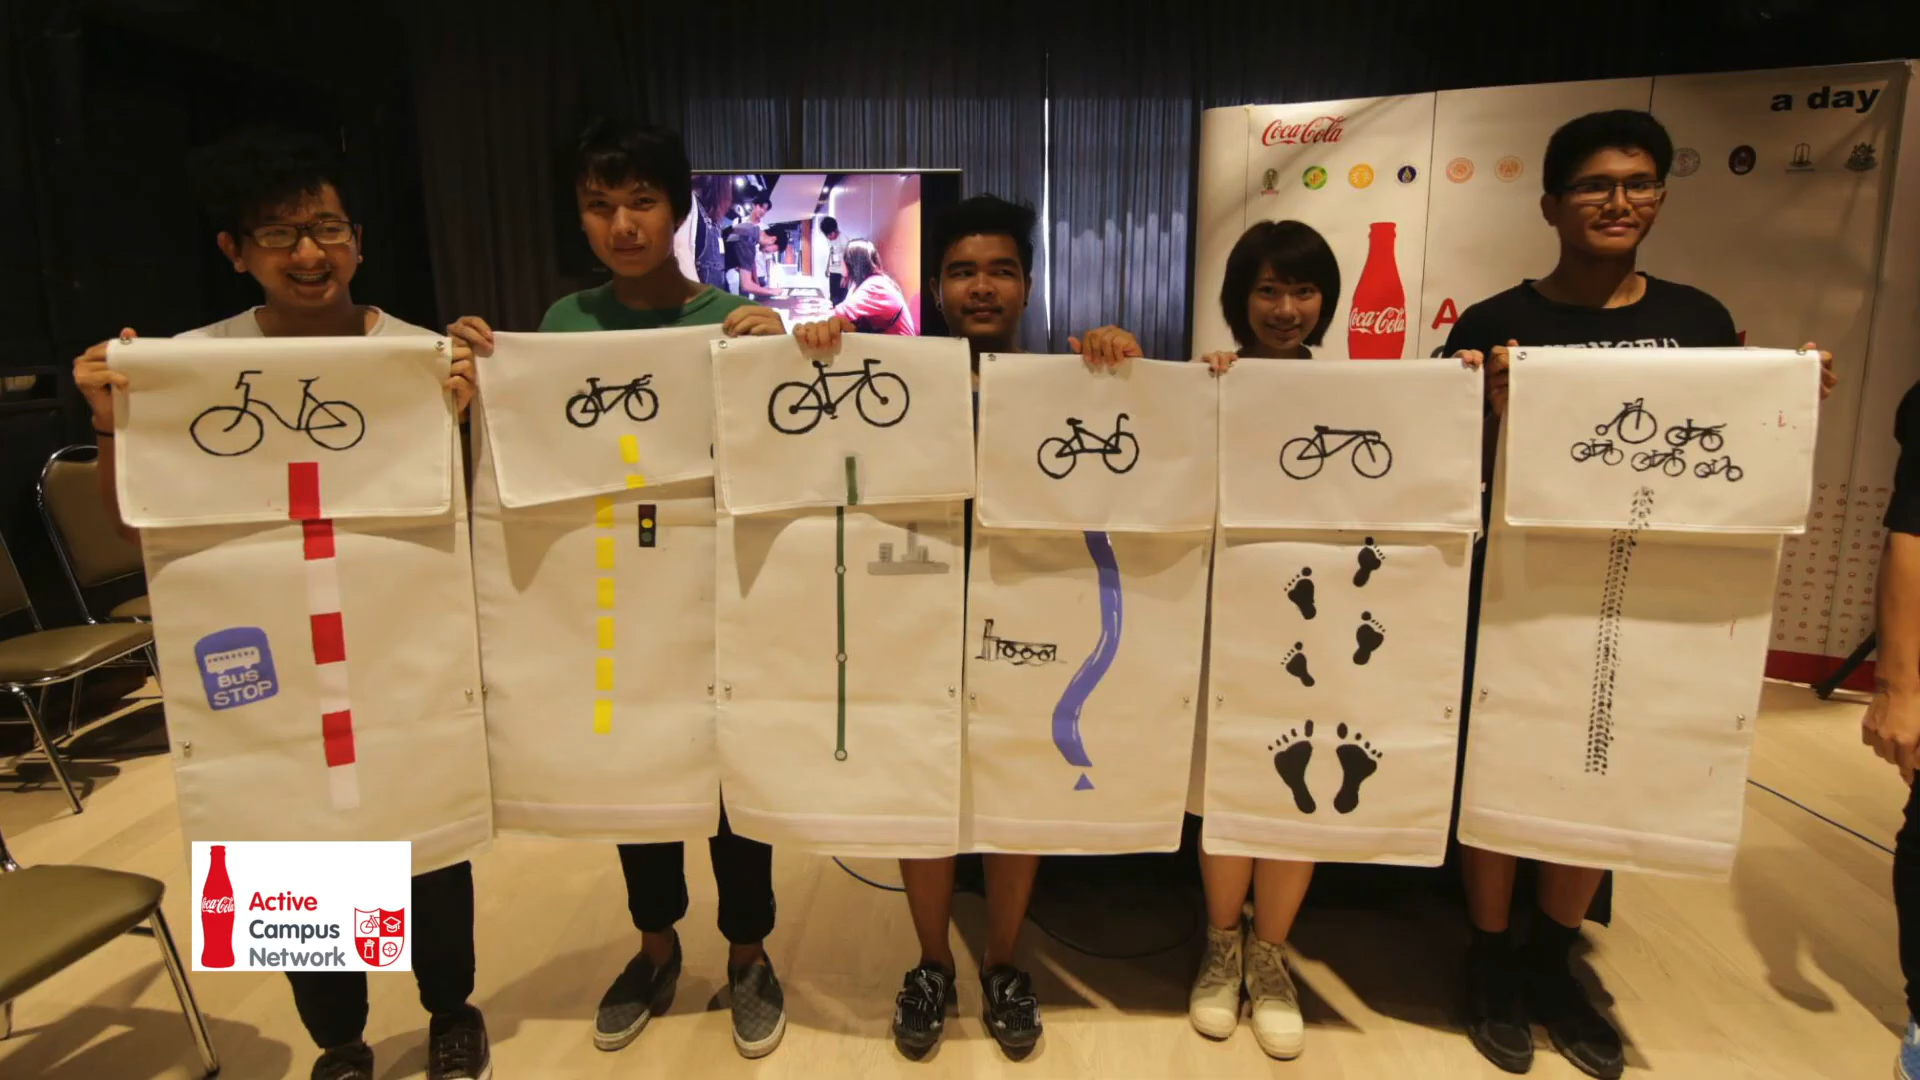 a day
Coca-Cola
Coca-Cola
A
BUS
STOP
Coca-Cola
Active
Campus
Network